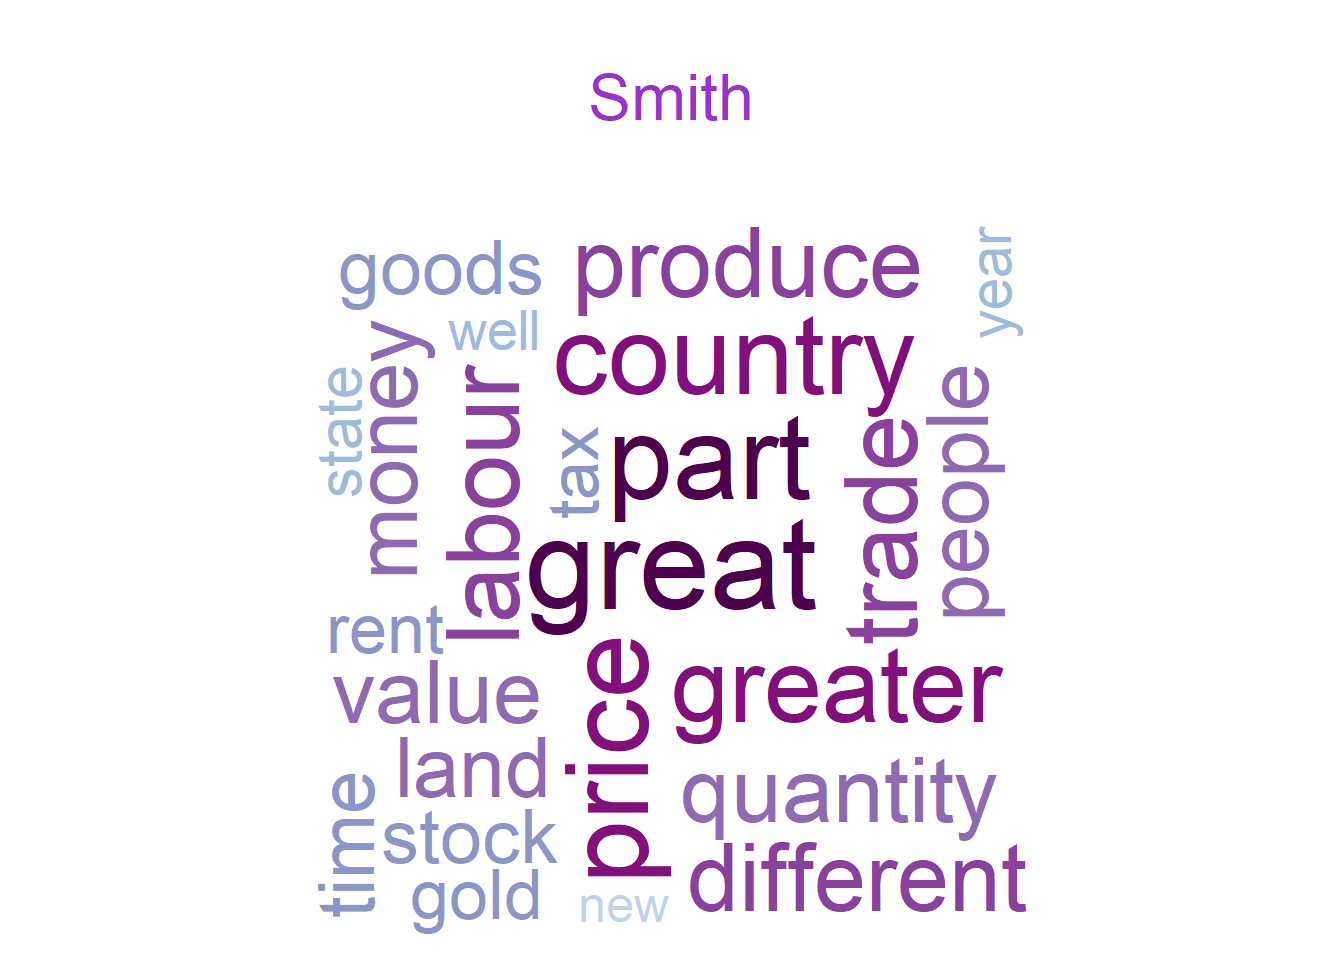 Smith
goods
produce
year
well
country
money
state
labour
people
tax
part
trade
great
rent
value
price
greater
land
quantity
time
stock
different
gold
new